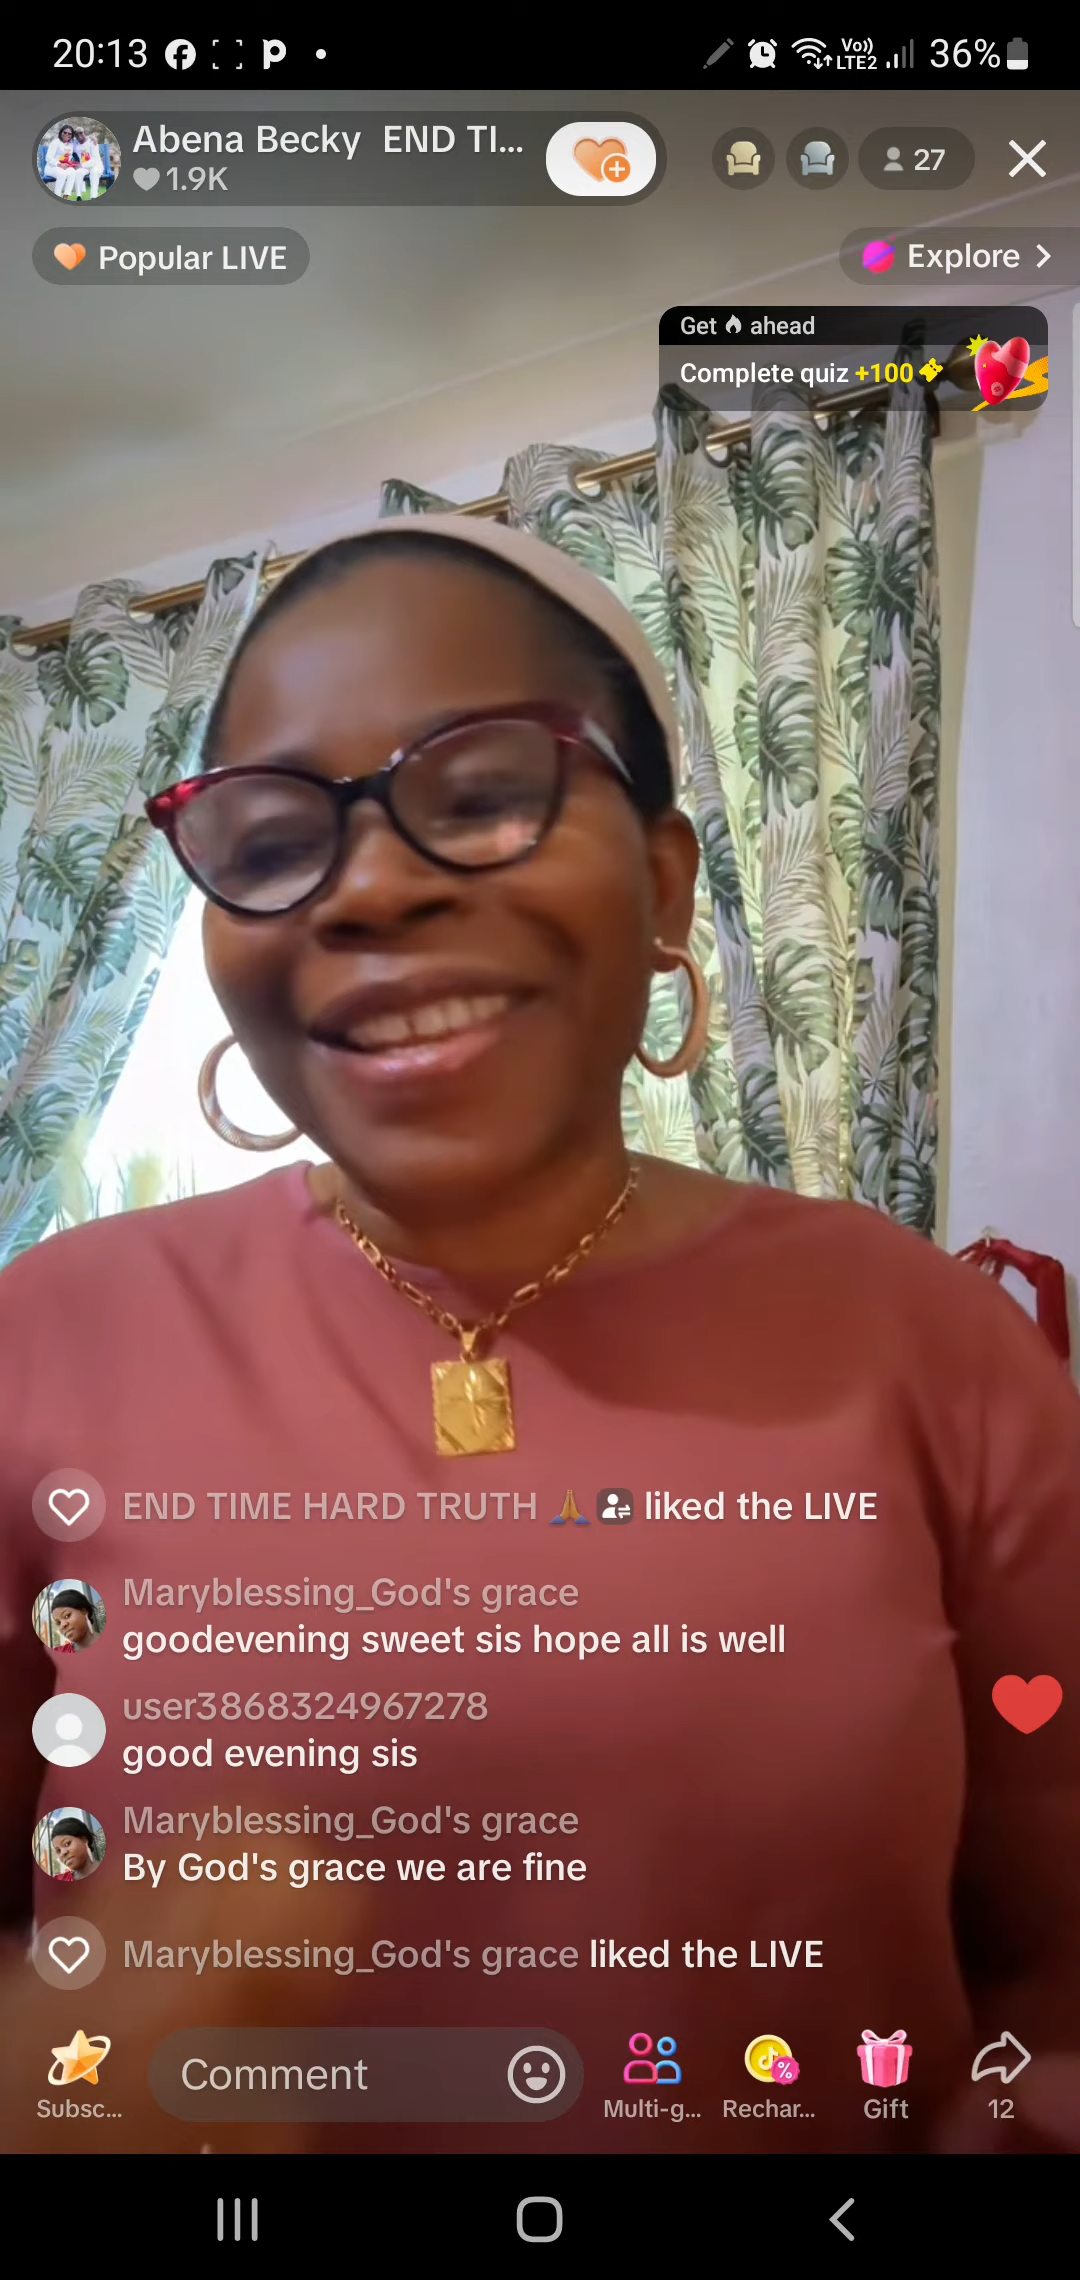 20:13
Vo))
LTE2
36%
Abena Becky END TI...
1.9K
27
Popular LIVE
Explore
Get ahead
Complete quiz +100
END TIME HARD TRUTH 🙏🏾 liked the LIVE
Maryblessing_God's grace
goodevening sweet sis hope all is well
user3868324967278
good evening sis
Maryblessing_God's grace
By God's grace we are fine
Maryblessing_God's grace liked the LIVE
Comment
Subsc...
Multi-g...
Rechar...
Gift
12